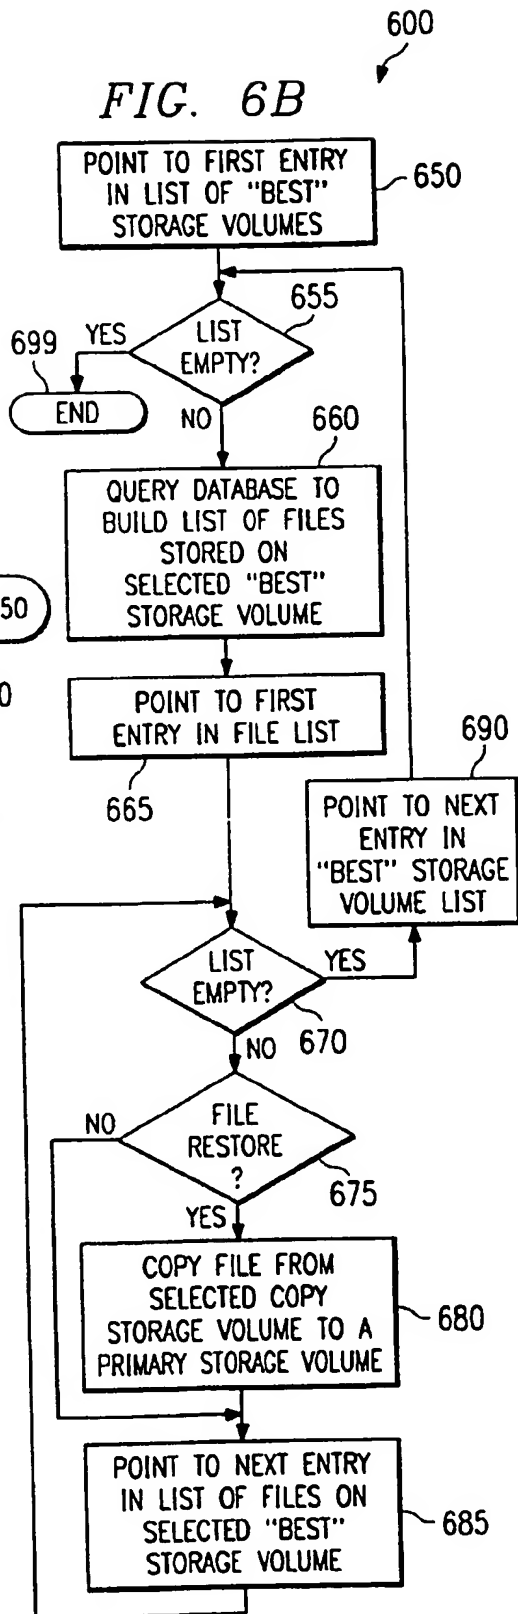 600
FIG. 6B
POINT TO FIRST ENTRY
IN LIST OF "BEST"
STORAGE VOLUMES
650
655
LIST
EMPTY?
YES
699
END
NO
660
QUERY DATABASE TO
BUILD LIST OF FILES
STORED ON
SELECTED "BEST"
STORAGE VOLUME
50
0
POINT TO FIRST
ENTRY IN FILE LIST
665
690
POINT TO NEXT
ENTRY IN
"BEST" STORAGE
VOLUME LIST
LIST
EMPTY?
YES
670
NO
FILE
RESTORE
?
NO
675
YES
COPY FILE FROM
SELECTED COPY
STORAGE VOLUME TO A
PRIMARY STORAGE VOLUME
680
POINT TO NEXT ENTRY
IN LIST OF FILES ON
SELECTED "BEST"
STORAGE VOLUME
685